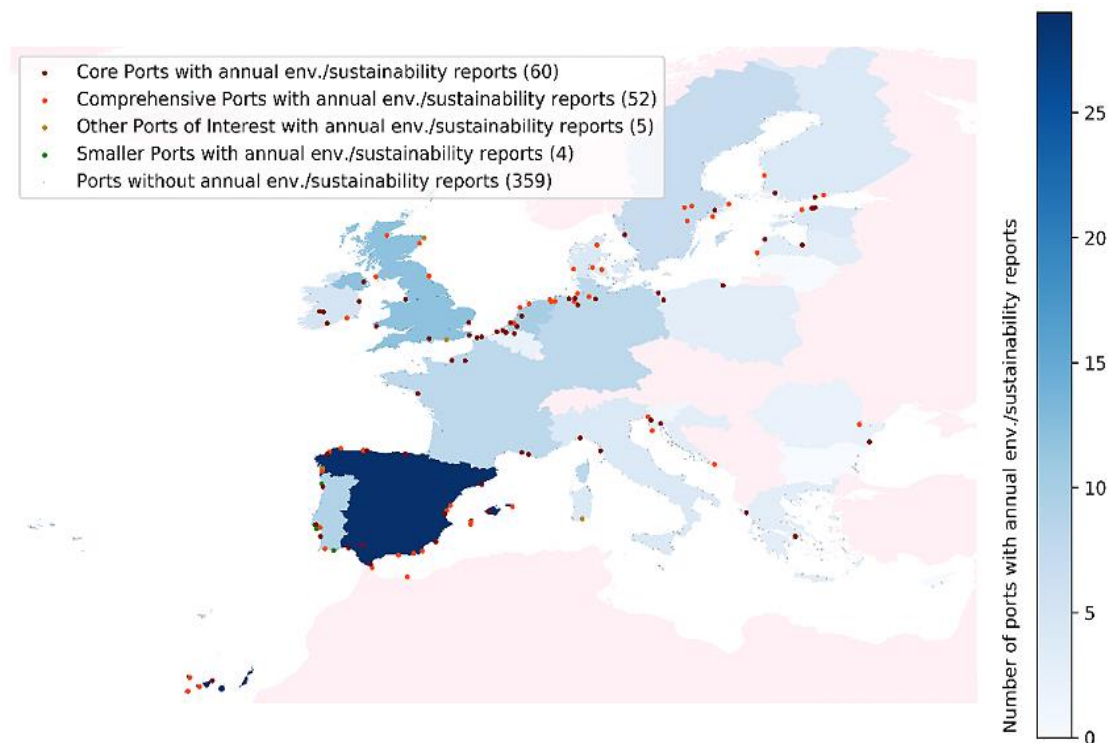 Core Ports with annual env./sustainability reports (60)
Comprehensive Ports with annual env./sustainability reports (52)
Other Ports of Interest with annual env./sustainability reports (5)
Smaller Ports with annual env./sustainability reports (4)
Ports without annual env./sustainability reports (359)
25
20
15
10
5
0
Number of ports with annual env./sustainability reports